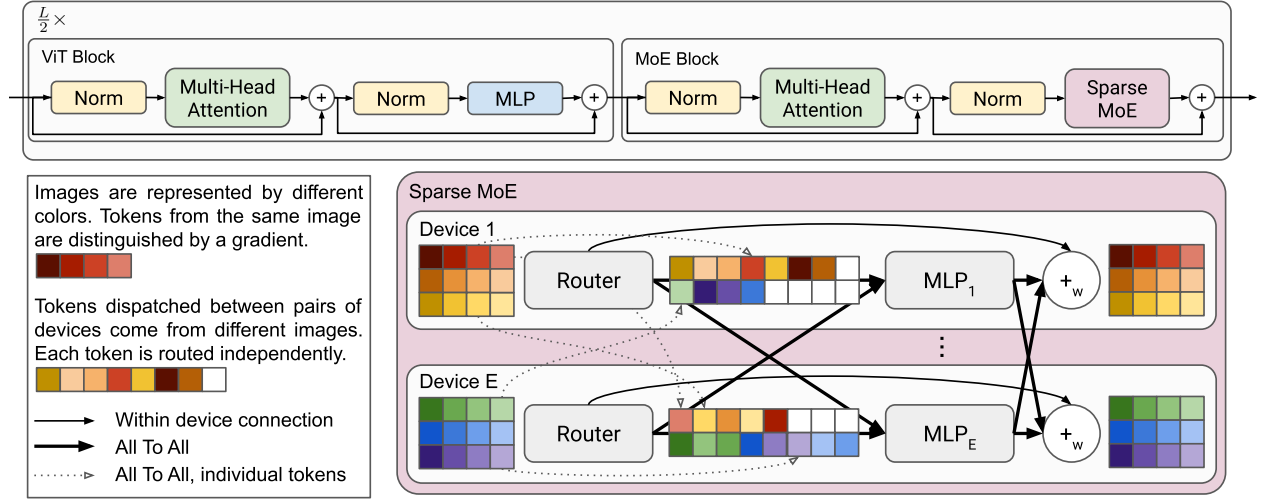 L/2 ×
ViT Block
Norm
Multi-Head
Attention
+
Norm
MLP
+
MoE Block
Norm
Multi-Head
Attention
+
Norm
Sparse
MoE
+
Images are represented by different
colors. Tokens from the same image
are distinguished by a gradient.
Tokens dispatched between pairs of
devices come from different images.
Each token is routed independently.
Within device connection
All To All
All To All, individual tokens
Sparse MoE
Device 1
Router
MLP₁
+w
⋮
Device E
Router
MLP_E
+w